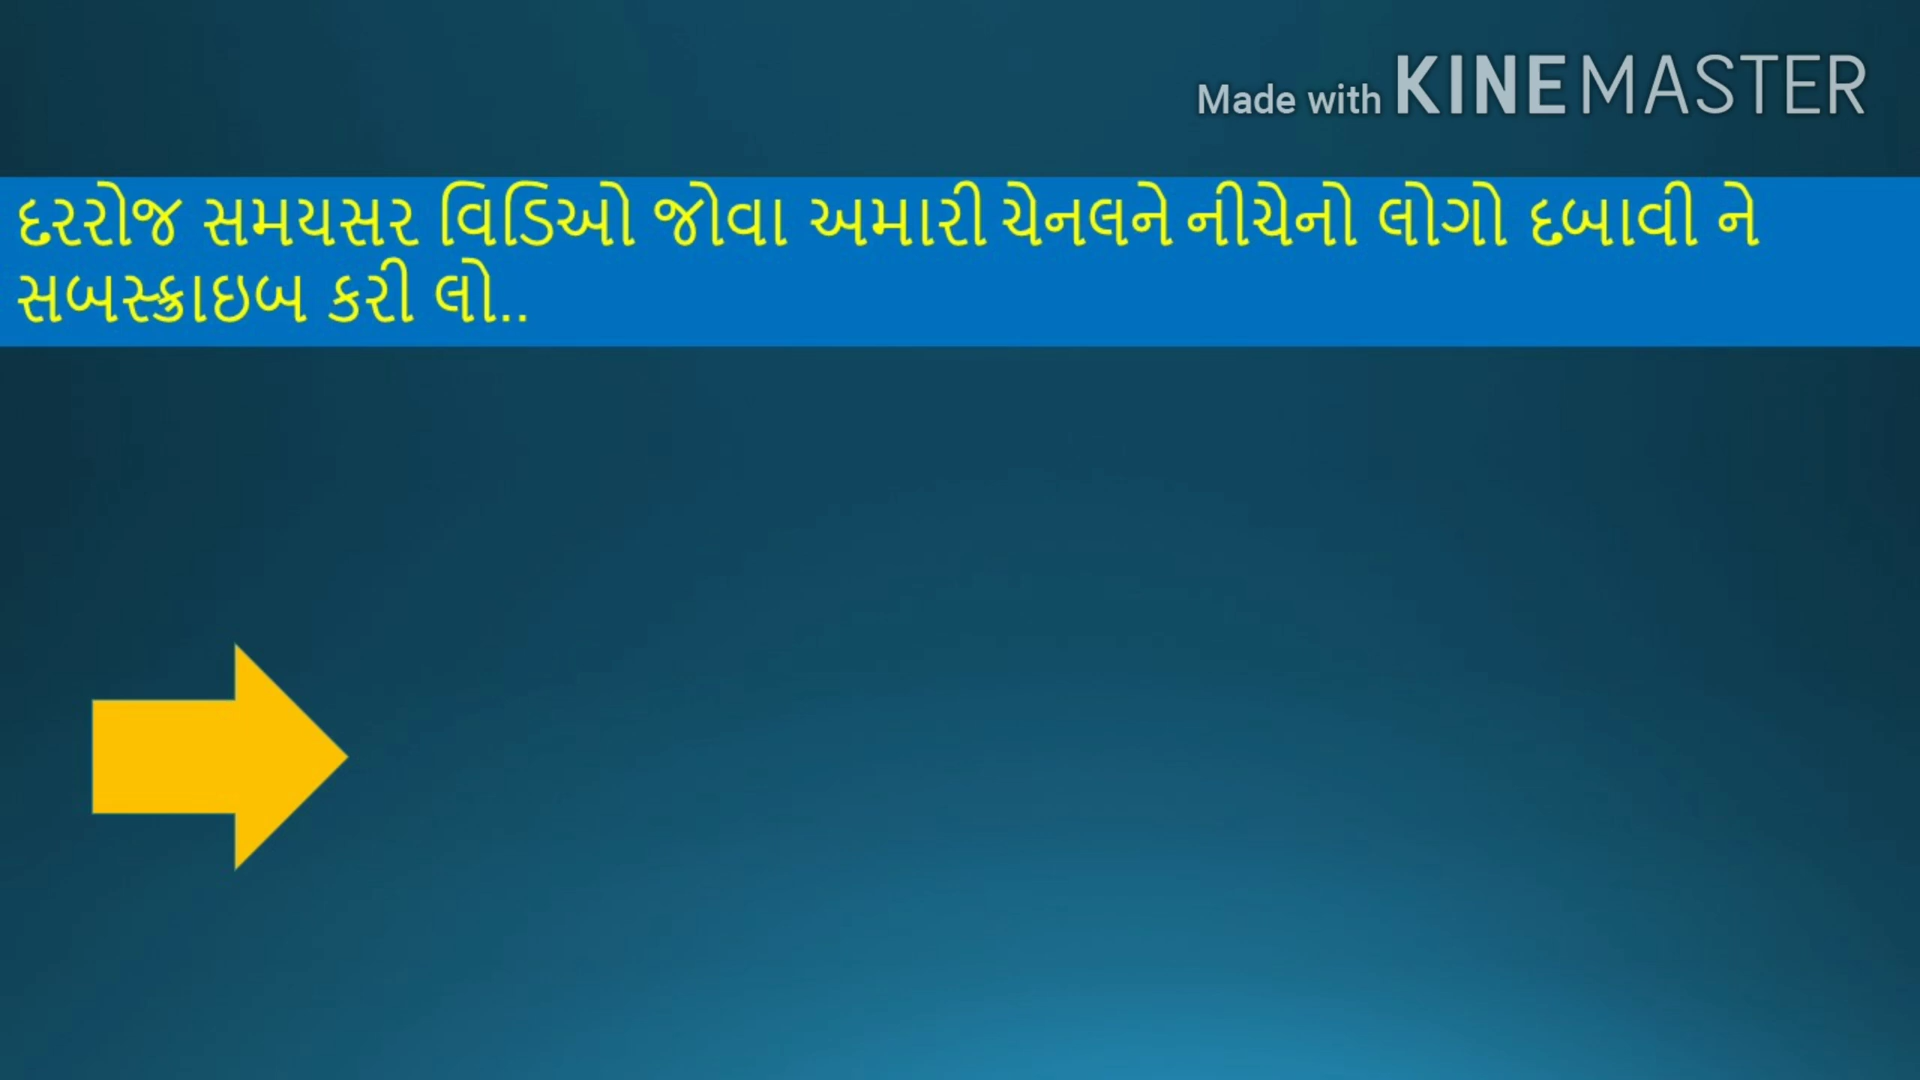 Made with KINEMASTER
દરરોજ સમયસર વિડિઓ જોવા અમારી ચેનલને નીચેનો લોગો દબાવી ને
સબસ્ક્રાઇબ કરી લો..